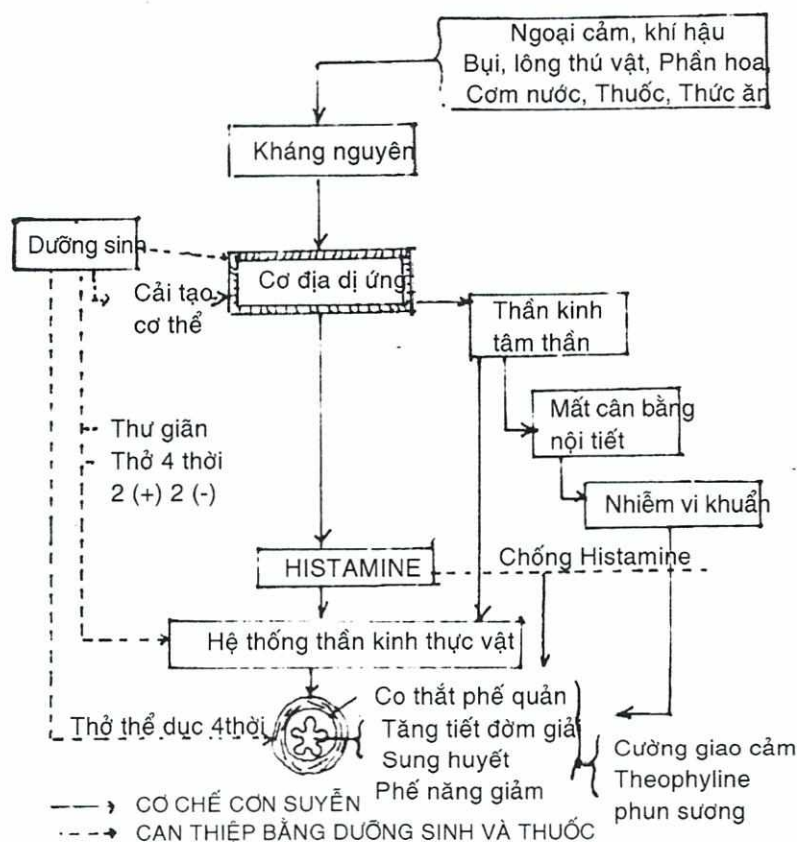 Ngoại cảm, khí hậu
Bụi, lông thú vật, Phần hoa
Cơm nước, Thuốc, Thức ăn
Kháng nguyên
Dưỡng sinh
Cơ địa dị ứng
Cải tạo
cơ thể
Thần kinh
tâm thần
Mất cân bằng
nội tiết
Thư giãn
Thở 4 thời
2 (+) 2 (-)
Nhiễm vi khuẩn
HISTAMINE
Chống Histamine
Hệ thống thần kinh thực vật
Co thắt phế quản
Tăng tiết đờm giả
Sung huyết
Phế năng giảm
Thở thể dục 4thời
Cường giao cảm
Theophyline
phun sương
CƠ CHẾ CƠN SUYỄN
CAN THIỆP BẰNG DƯỠNG SINH VÀ THUỐC